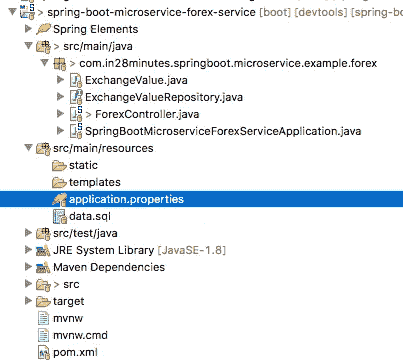 > spring-boot-microservice-forex-service [boot] [devtools] [spring-bo
Spring Elements
> src/main/java
> com.in28minutes.springboot.microservice.example.forex
ExchangeValue.java
ExchangeValueRepository.java
> ForexController.java
SpringBootMicroserviceForexServiceApplication.java
src/main/resources
static
templates
application.properties
data.sql
src/test/java
JRE System Library [JavaSE-1.8]
Maven Dependencies
> src
target
mvnw
mvnw.cmd
pom.xml